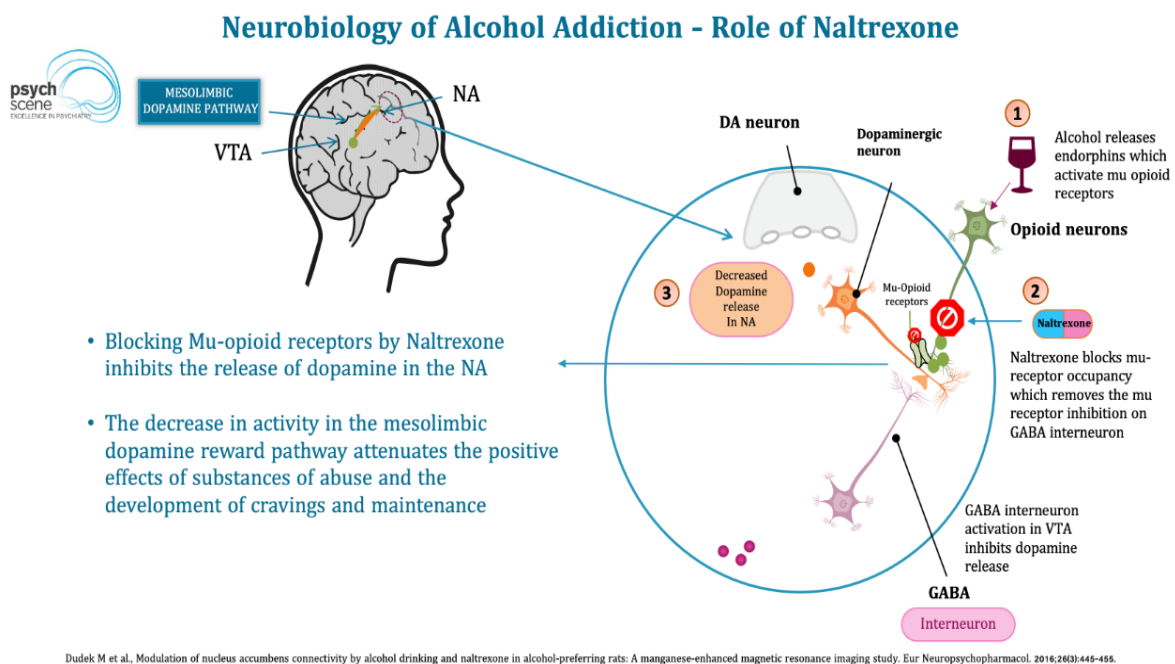 Neurobiology of Alcohol Addiction - Role of Naltrexone
psych
scene
EXCELLENCE IN PSYCHIATRY
MESOLIMBIC
DOPAMINE PATHWAY
NA
VTA
DA neuron
Dopaminergic
neuron
1
Alcohol releases
endorphins which
activate mu opioid
receptors
Opioid neurons
3
Decreased
Dopamine
release
In NA
Mu-Opioid
receptors
2
Naltrexone
Naltrexone blocks mu-
receptor occupancy
which removes the mu
receptor inhibition on
GABA interneuron
• Blocking Mu-opioid receptors by Naltrexone
inhibits the release of dopamine in the NA
• The decrease in activity in the mesolimbic
dopamine reward pathway attenuates the positive
effects of substances of abuse and the
development of cravings and maintenance
GABA interneuron
activation in VTA
inhibits dopamine
release
GABA
Interneuron
Dudek M et al., Modulation of nucleus accumbens connectivity by alcohol drinking and naltrexone in alcohol-preferring rats: A manganese-enhanced magnetic resonance imaging study. Eur Neuropsychopharmacol. 2016;26(3):445-455.